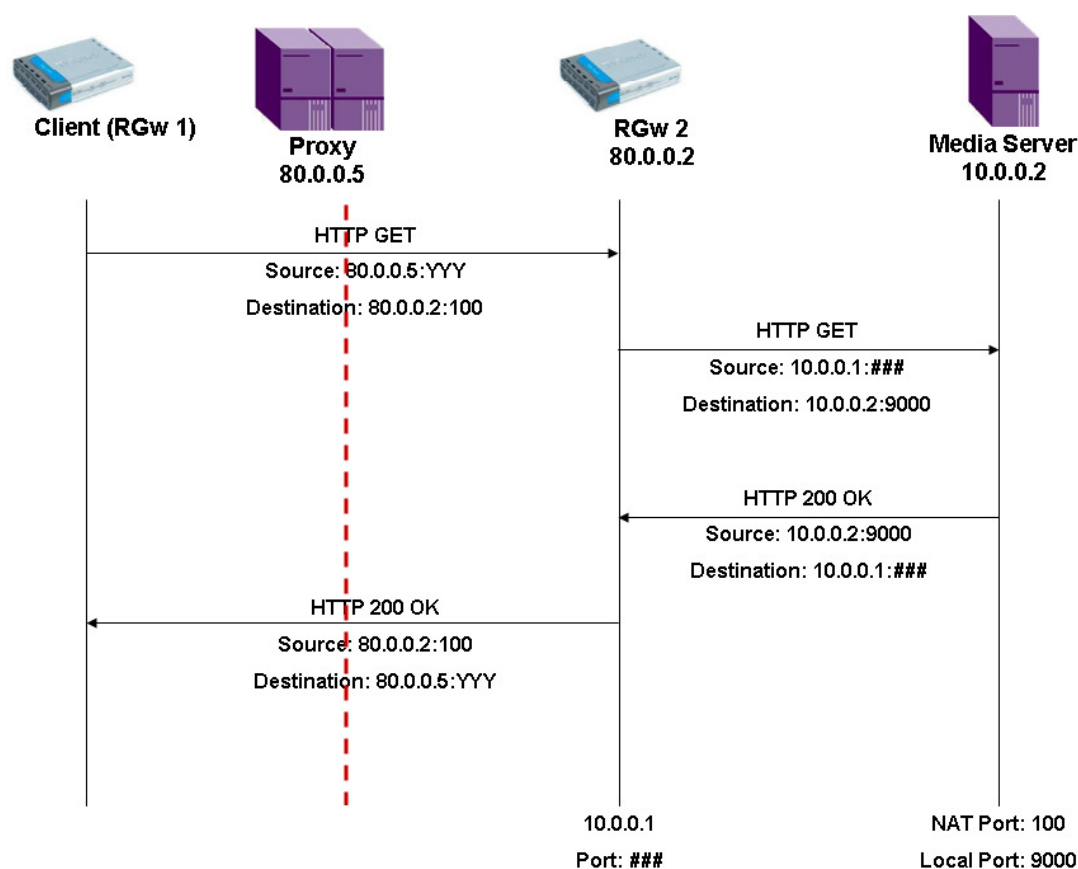 Client (RGw 1)
Proxy
80.0.0.5
RGw 2
80.0.0.2
Media Server
10.0.0.2
HTTP GET
Source: 80.0.0.5:YYY
Destination: 80.0.0.2:100
HTTP GET
Source: 10.0.0.1:###
Destination: 10.0.0.2:9000
HTTP 200 OK
Source: 10.0.0.2:9000
Destination: 10.0.0.1:###
HTTP 200 OK
Source: 80.0.0.2:100
Destination: 80.0.0.5:YYY
10.0.0.1
Port: ###
NAT Port: 100
Local Port: 9000